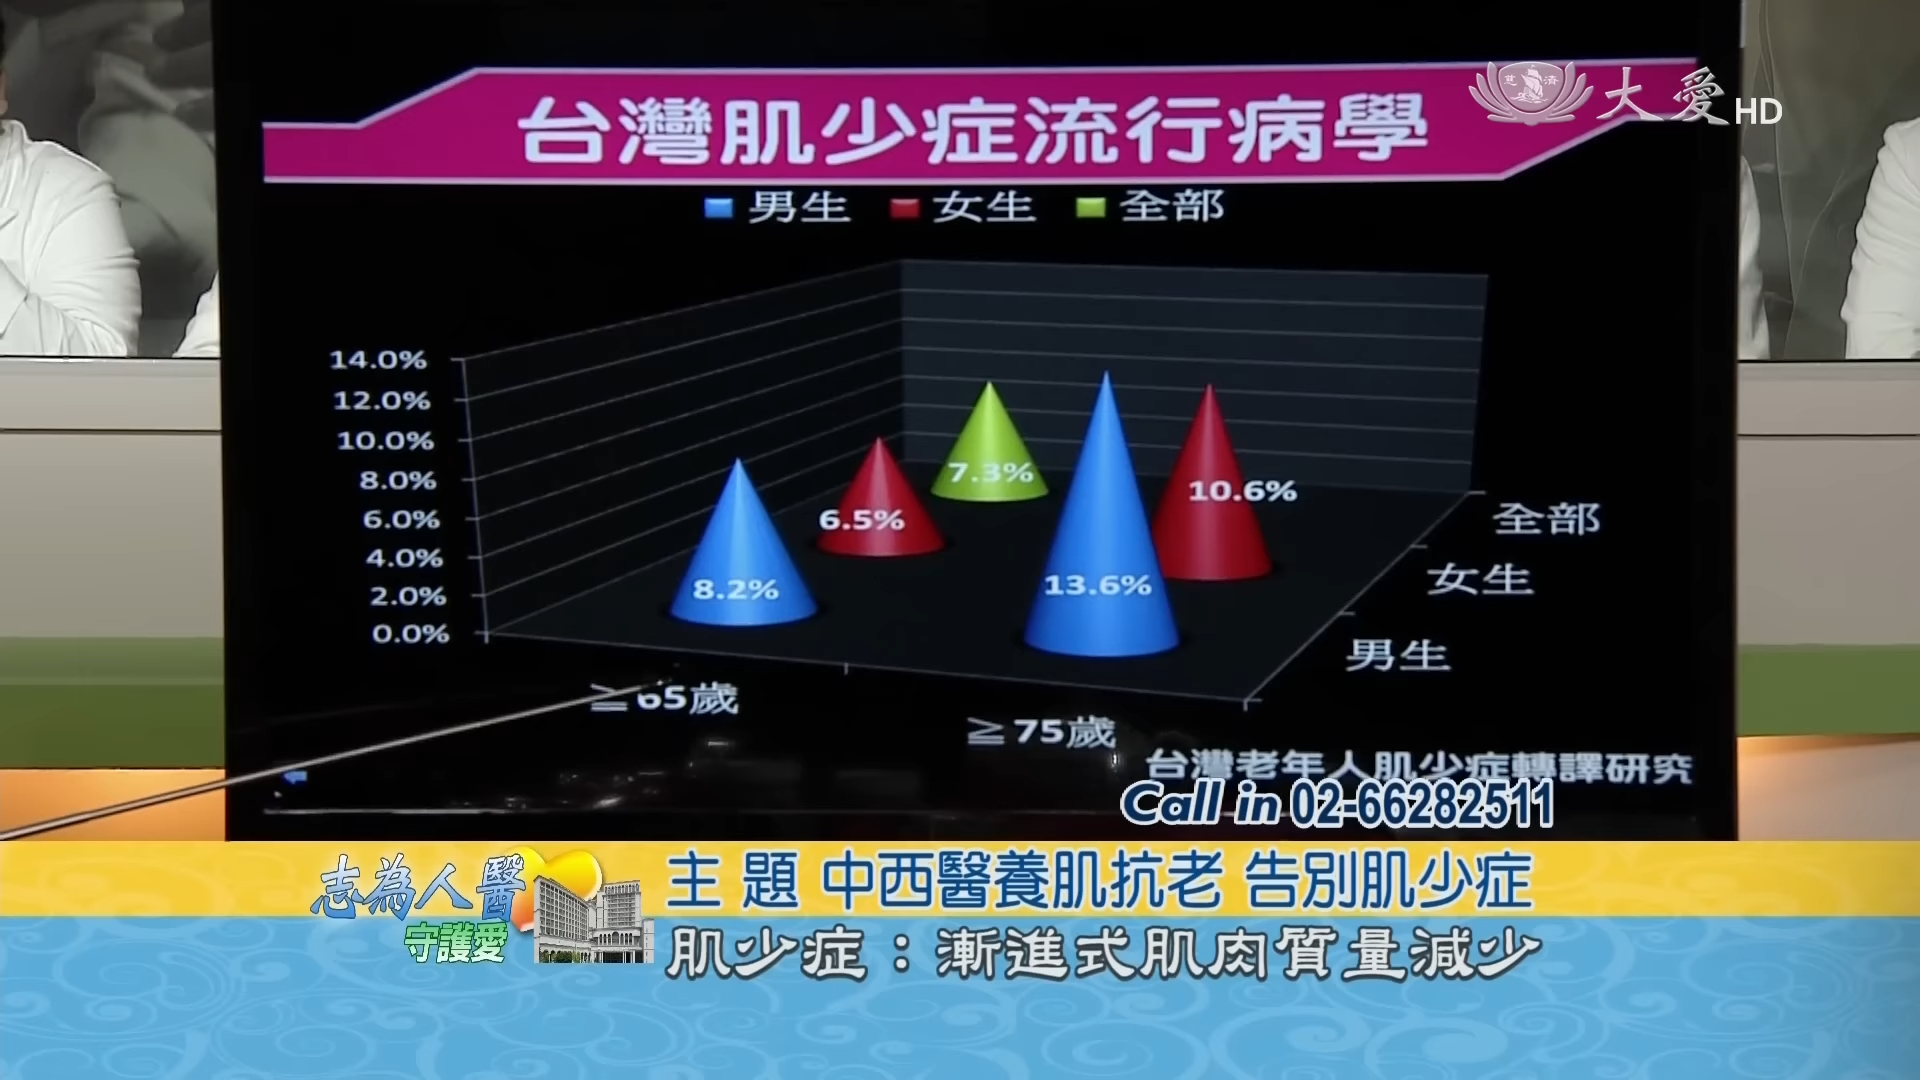 慈濟
大愛HD
台灣肌少症流行病學
男生 女生 全部
14.0%
12.0%
10.0%
8.0%
6.0%
4.0%
2.0%
0.0%
8.2%
6.5%
7.3%
13.6%
10.6%
全部
女生
男生
≧65歲
≧75歲
台灣老年人肌少症轉譯研究
Call in 02-66282511
志為人醫
守護愛
主題 中西醫養肌抗老 告別肌少症
肌少症：漸進式肌肉質量減少